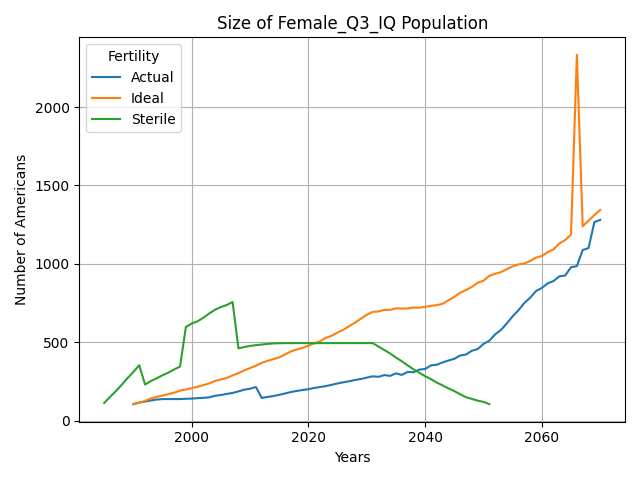 Size of Female_Q3_IQ Population
Fertility
Actual
Ideal
Sterile
Number of Americans
2000
1500
1000
500
0
2000
2020
2040
2060
Years